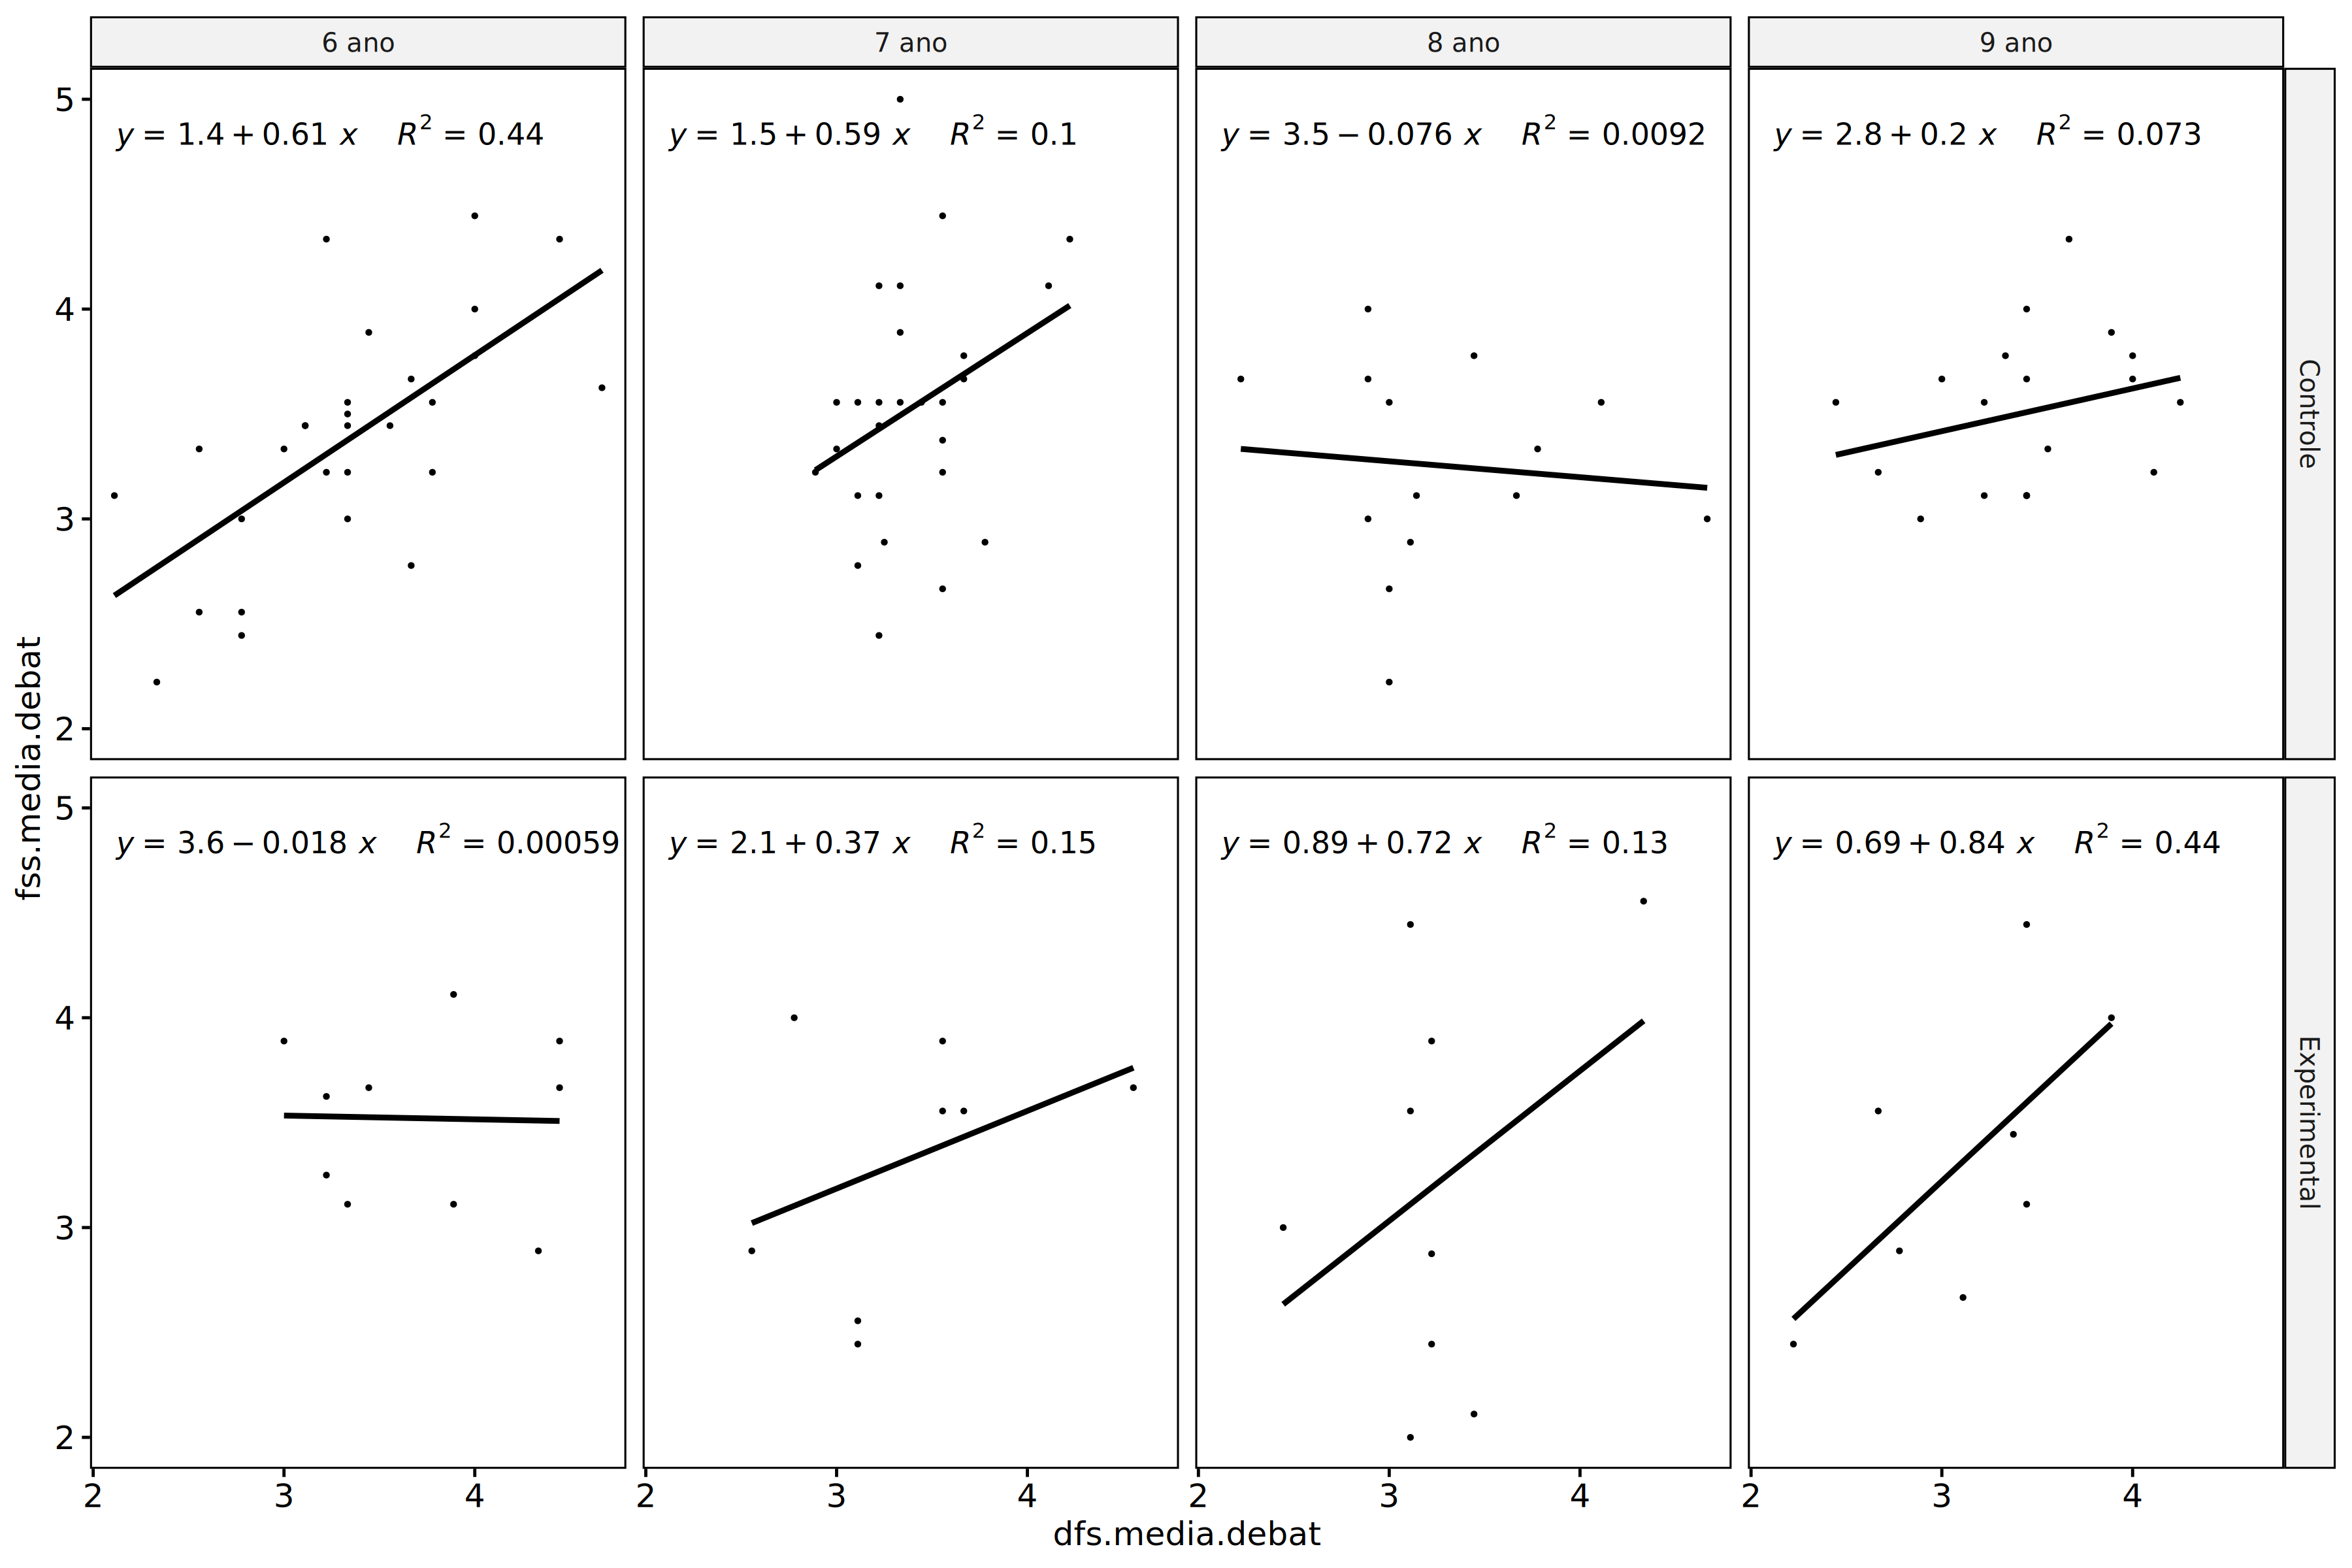 6 ano
7 ano
8 ano
9 ano
y = 1.4 + 0.61 x R² = 0.44
y = 1.5 + 0.59 x R² = 0.1
y = 3.5 − 0.076 x R² = 0.0092
y = 2.8 + 0.2 x R² = 0.073
Controle
5
4
3
2
y = 3.6 − 0.018 x R² = 0.00059
y = 2.1 + 0.37 x R² = 0.15
y = 0.89 + 0.72 x R² = 0.13
y = 0.69 + 0.84 x R² = 0.44
Experimental
5
4
3
2
fss.media.debat
2 3 4
2 3 4
2 3 4
2 3 4
dfs.media.debat